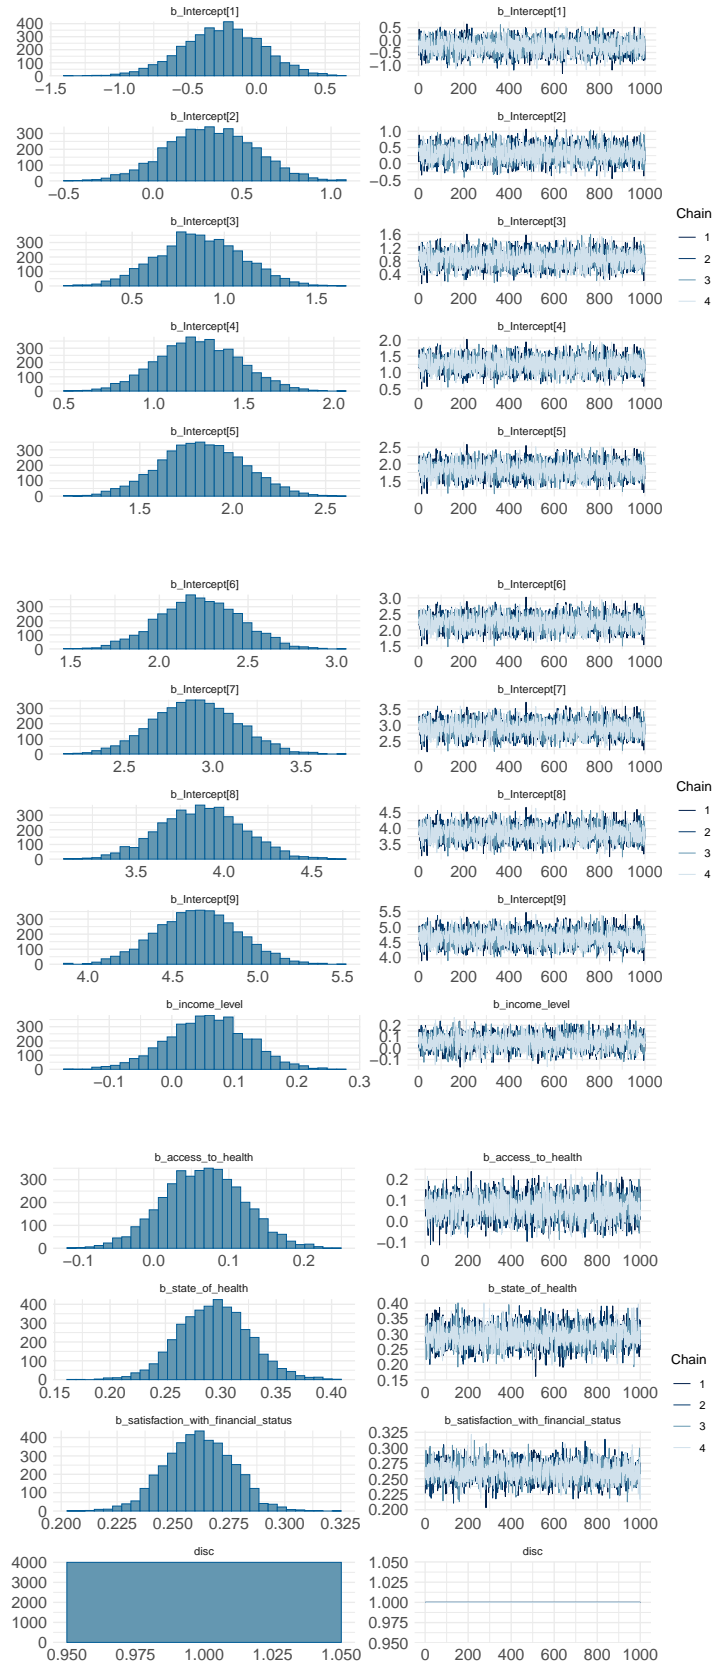 b_Intercept[1]
400
300
200
100
0
−1.5 −1.0 −0.5 0.0 0.5
b_Intercept[1]
0.5
0.0
−0.5
−1.0
0 200 400 600 800 1000
b_Intercept[2]
300
200
100
0
−0.5 0.0 0.5 1.0
b_Intercept[2]
1.0
0.5
0.0
−0.5
0 200 400 600 800 1000
b_Intercept[3]
300
200
100
0
0.5 1.0 1.5
b_Intercept[3]
1.6
1.2
0.8
0.4
0 200 400 600 800 1000
b_Intercept[4]
300
200
100
0
0.5 1.0 1.5 2.0
b_Intercept[4]
2.0
1.5
1.0
0.5
0 200 400 600 800 1000
b_Intercept[5]
300
200
100
0
1.5 2.0 2.5
b_Intercept[5]
2.5
2.0
1.5
0 200 400 600 800 1000
Chain
1
2
3
4
b_Intercept[6]
300
200
100
0
1.5 2.0 2.5 3.0
b_Intercept[6]
3.0
2.5
2.0
1.5
0 200 400 600 800 1000
b_Intercept[7]
300
200
100
0
2.5 3.0 3.5
b_Intercept[7]
3.5
3.0
2.5
0 200 400 600 800 1000
b_Intercept[8]
300
200
100
0
3.5 4.0 4.5
b_Intercept[8]
4.5
4.0
3.5
0 200 400 600 800 1000
b_Intercept[9]
300
200
100
0
4.0 4.5 5.0 5.5
b_Intercept[9]
5.5
5.0
4.5
4.0
0 200 400 600 800 1000
b_income_level
300
200
100
0
−0.1 0.0 0.1 0.2 0.3
b_income_level
0.2
0.1
0.0
−0.1
0 200 400 600 800 1000
Chain
1
2
3
4
b_access_to_health
300
200
100
0
−0.1 0.0 0.1 0.2
b_access_to_health
0.2
0.1
0.0
−0.1
0 200 400 600 800 1000
b_state_of_health
400
300
200
100
0
0.15 0.20 0.25 0.30 0.35 0.40
b_state_of_health
0.40
0.35
0.30
0.25
0.20
0.15
0 200 400 600 800 1000
b_satisfaction_with_financial_status
400
300
200
100
0
0.200 0.225 0.250 0.275 0.300 0.325
b_satisfaction_with_financial_status
0.325
0.300
0.275
0.250
0.225
0.200
0 200 400 600 800 1000
disc
4000
3000
2000
1000
0
0.950 0.975 1.000 1.025 1.050
disc
1.050
1.025
1.000
0.975
0.950
0 200 400 600 800 1000
Chain
1
2
3
4